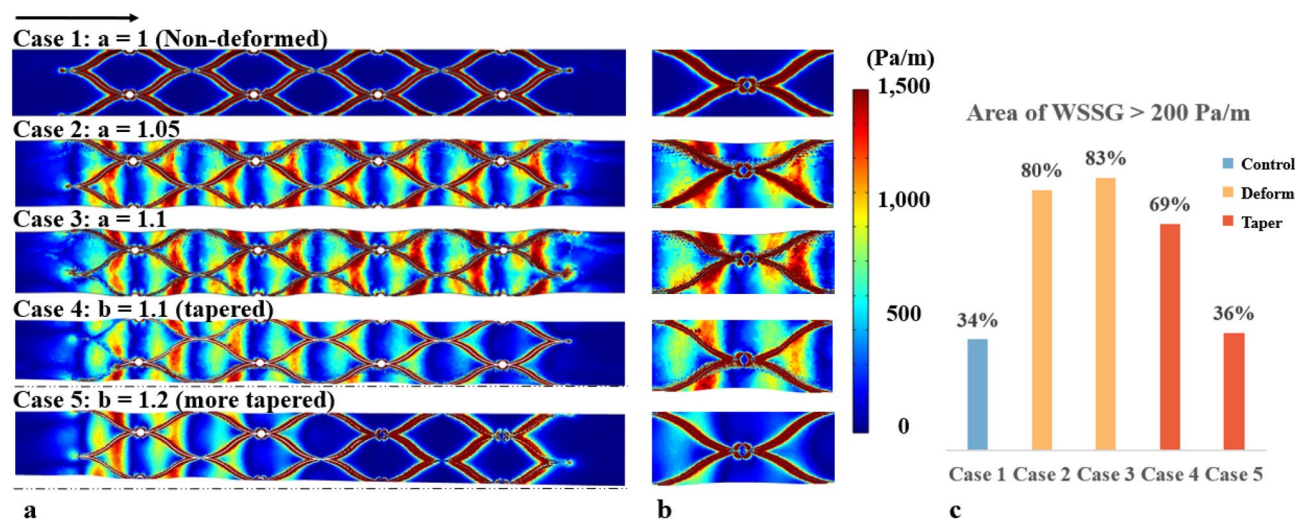 Case 1: a = 1 (Non-deformed)
Case 2: a = 1.05
Case 3: a = 1.1
Case 4: b = 1.1 (tapered)
Case 5: b = 1.2 (more tapered)
a
b
(Pa/m)
1,500
1,000
500
0
Area of WSSG > 200 Pa/m
Control
Deform
Taper
34%
80%
83%
69%
36%
Case 1 Case 2 Case 3 Case 4 Case 5
c